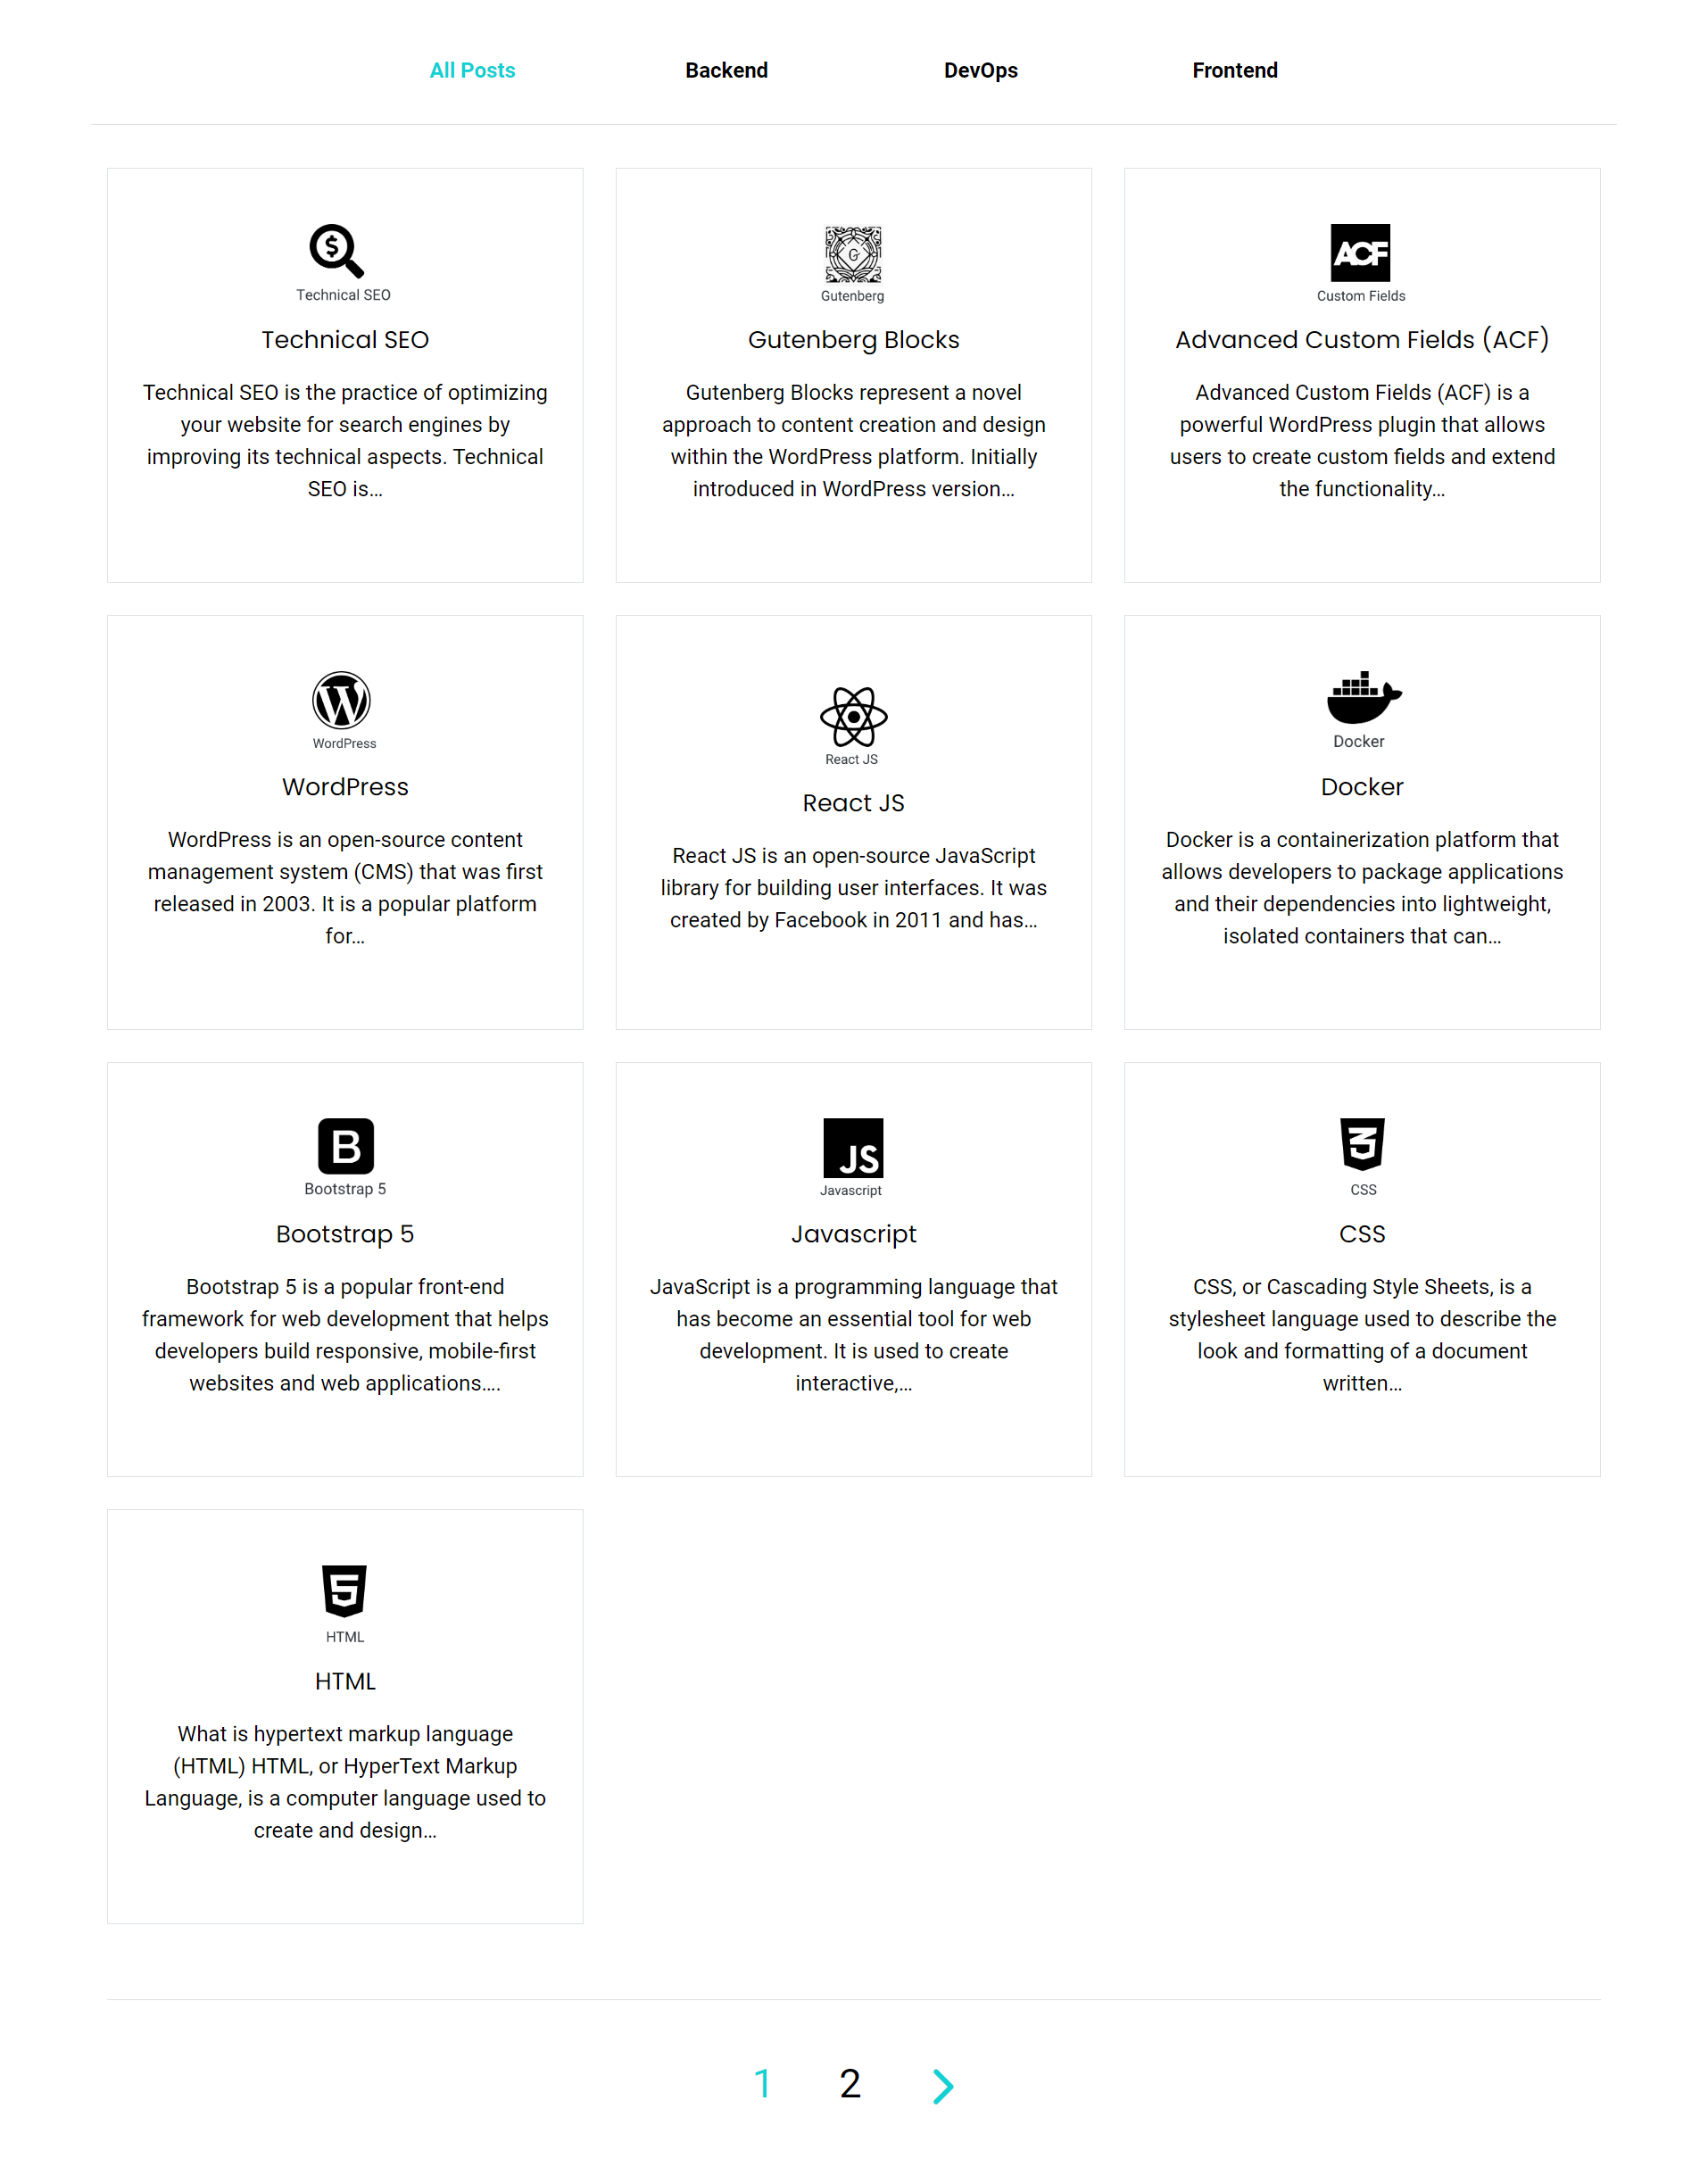 All Posts
Backend
DevOps
Frontend
$
Technical SEO
Technical SEO
Technical SEO is the practice of optimizing
your website for search engines by
improving its technical aspects. Technical
SEO is...
G
Gutenberg
Gutenberg Blocks
Gutenberg Blocks represent a novel
approach to content creation and design
within the WordPress platform. Initially
introduced in WordPress version...
ACF
Custom Fields
Advanced Custom Fields (ACF)
Advanced Custom Fields (ACF) is a
powerful WordPress plugin that allows
users to create custom fields and extend
the functionality...
W
WordPress
WordPress
WordPress is an open-source content
management system (CMS) that was first
released in 2003. It is a popular platform
for...
React JS
React JS
React JS is an open-source JavaScript
library for building user interfaces. It was
created by Facebook in 2011 and has...
Docker
Docker
Docker is a containerization platform that
allows developers to package applications
and their dependencies into lightweight,
isolated containers that can...
B
Bootstrap 5
Bootstrap 5
Bootstrap 5 is a popular front-end
framework for web development that helps
developers build responsive, mobile-first
websites and web applications....
JS
Javascript
Javascript
JavaScript is a programming language that
has become an essential tool for web
development. It is used to create
interactive,...
3
CSS
CSS
CSS, or Cascading Style Sheets, is a
stylesheet language used to describe the
look and formatting of a document
written...
5
HTML
HTML
What is hypertext markup language
(HTML) HTML, or HyperText Markup
Language, is a computer language used to
create and design...
1
2